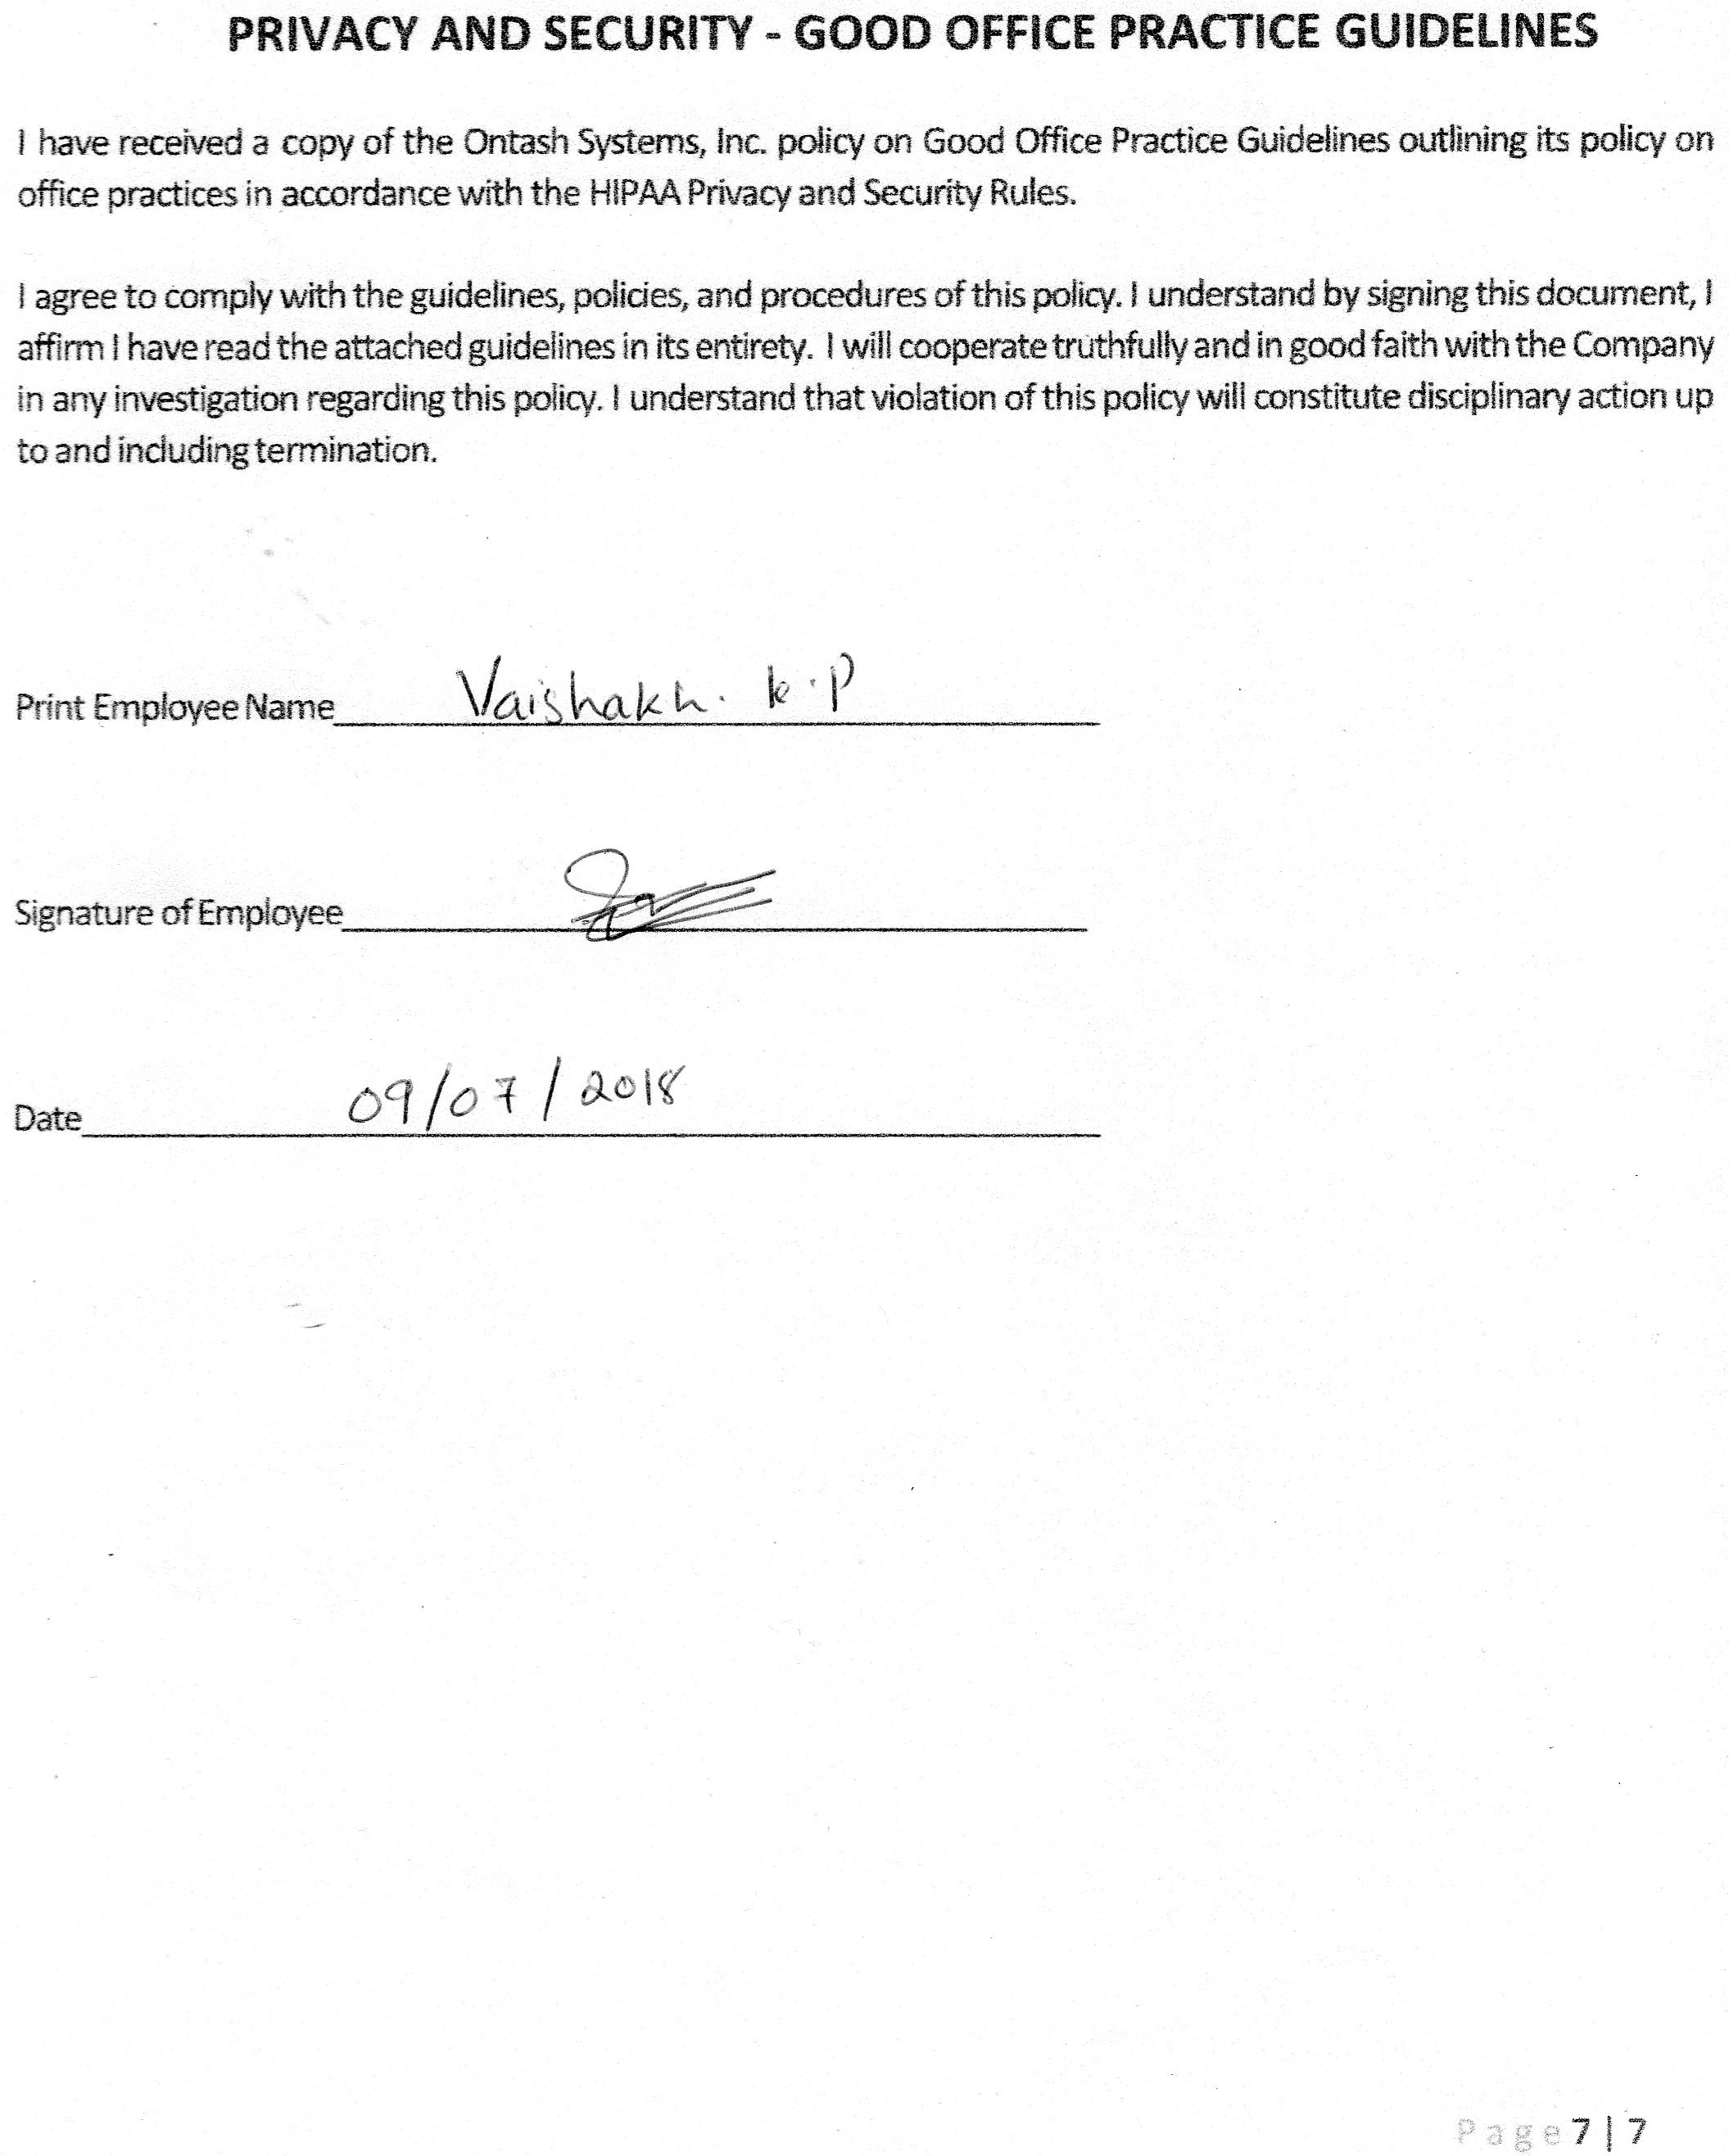 PRIVACY AND SECURITY - GOOD OFFICE PRACTICE GUIDELINES
I have received a copy of the Ontash Systems, Inc. policy on Good Office Practice Guidelines outlining its policy on
office practices in accordance with the HIPAA Privacy and Security Rules.
I agree to comply with the guidelines, policies, and procedures of this policy. I understand by signing this document, I
affirm I have read the attached guidelines in its entirety. I will cooperate truthfully and in good faith with the Company
in any investigation regarding this policy. I understand that violation of this policy will constitute disciplinary action up
to and including termination.
Print Employee Name Vaishakh. k.P
Signature of Employee
Date 09/07/2018
Page 7|7